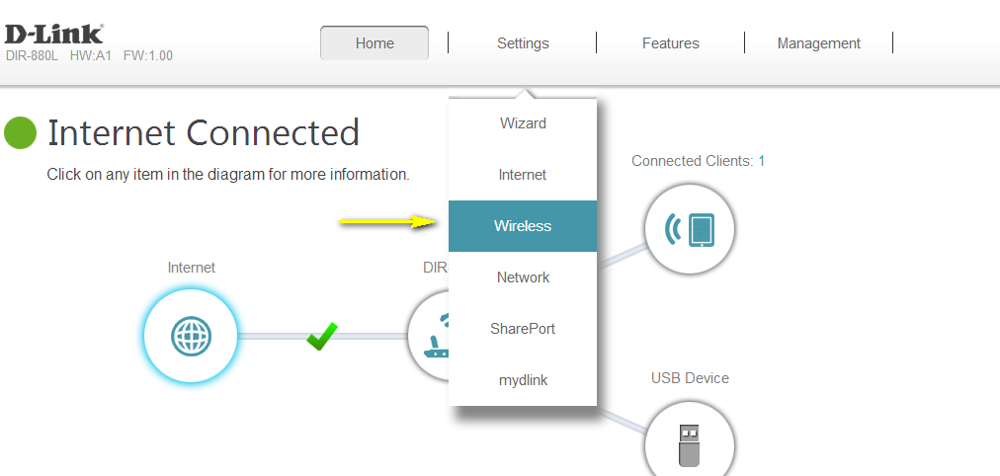 D-Link
DIR-880L HW:A1 FW:1.00
Home
Settings
Features
Management
Internet Connected
Click on any item in the diagram for more information.
Wizard
Internet
Wireless
Network
SharePort
mydlink
Connected Clients: 1
Internet
DIR
USB Device